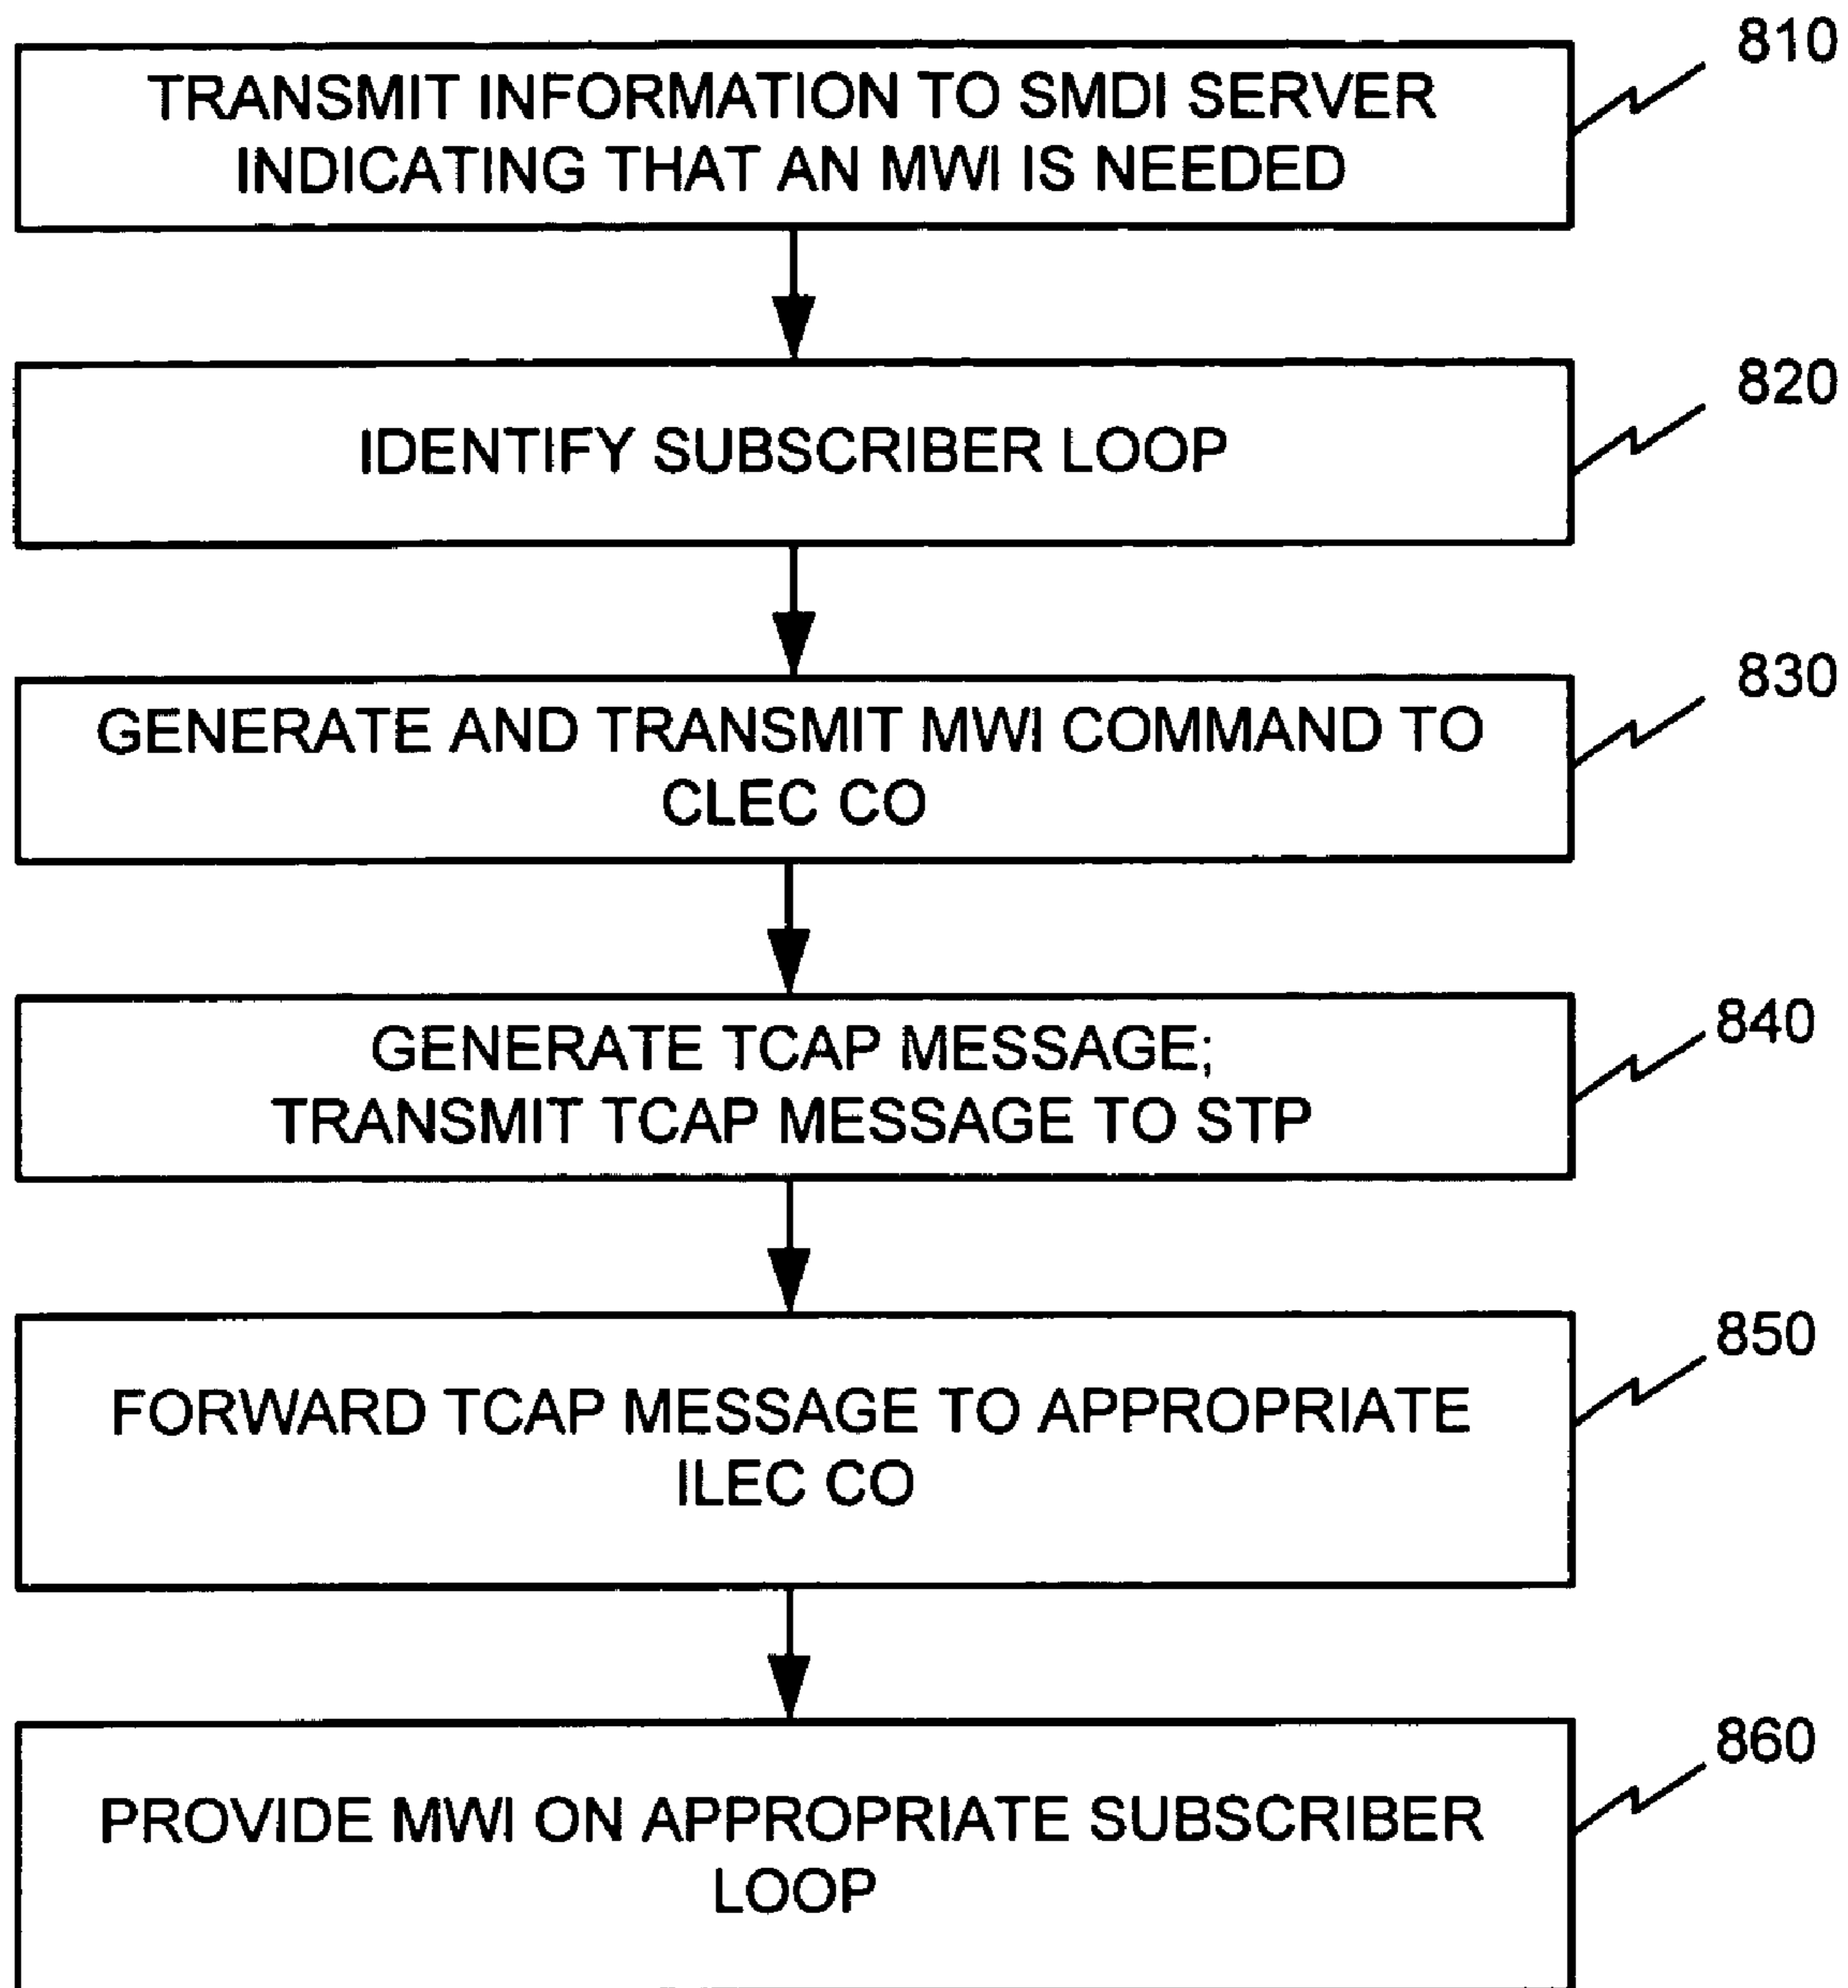 810
TRANSMIT INFORMATION TO SMDI SERVER
INDICATING THAT AN MWI IS NEEDED
820
IDENTIFY SUBSCRIBER LOOP
830
GENERATE AND TRANSMIT MWI COMMAND TO
CLEC CO
840
GENERATE TCAP MESSAGE;
TRANSMIT TCAP MESSAGE TO STP
850
FORWARD TCAP MESSAGE TO APPROPRIATE
ILEC CO
860
PROVIDE MWI ON APPROPRIATE SUBSCRIBER
LOOP